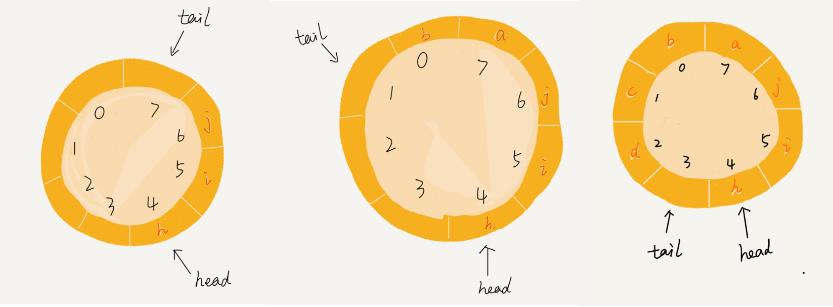 tail
0 7
j
1 6
i
2 5
3 4
h
head
tail
b a
0 7
1 6 j
2 5 i
3 4
h
head
b a
0 7
c 1 6 j
d 2 5 i
3 4
h
tail head